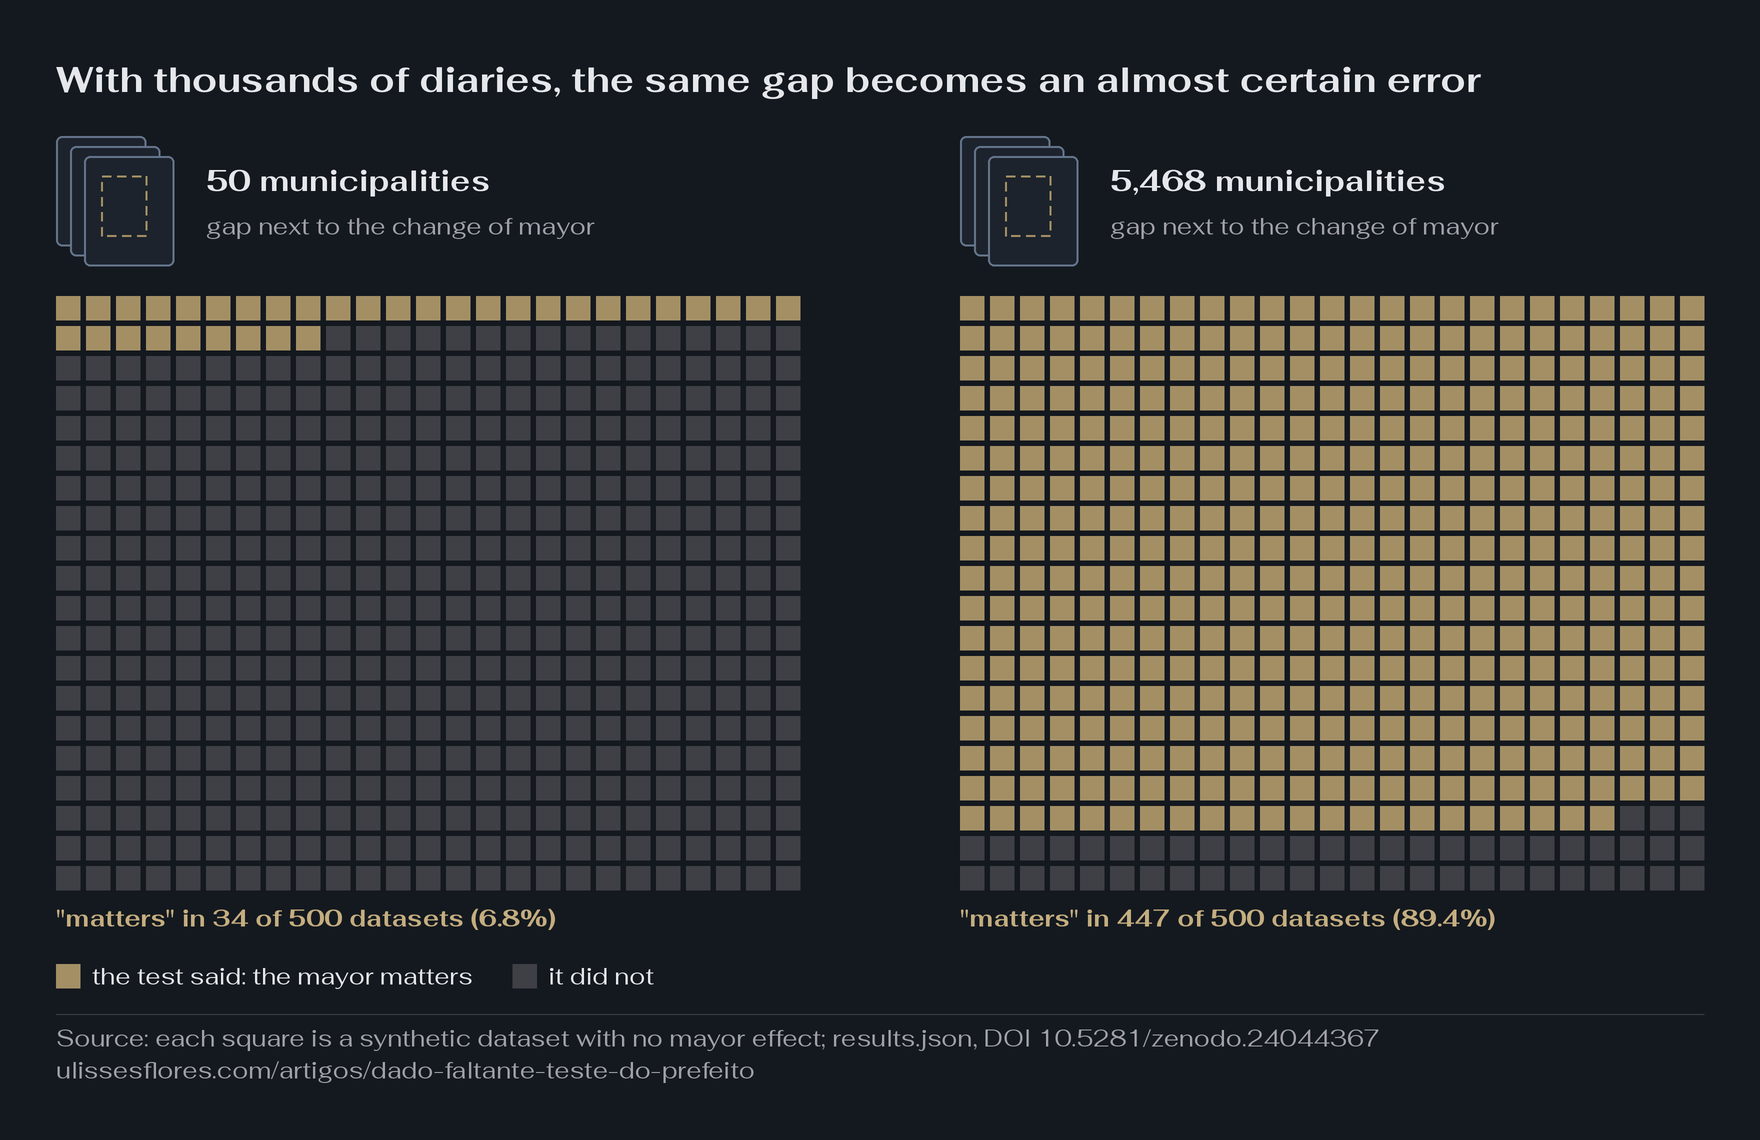 With thousands of diaries, the same gap becomes an almost certain error
50 municipalities
gap next to the change of mayor
5,468 municipalities
gap next to the change of mayor
"matters" in 34 of 500 datasets (6.8%)
"matters" in 447 of 500 datasets (89.4%)
the test said: the mayor matters
it did not
Source: each square is a synthetic dataset with no mayor effect; results.json, DOI 10.5281/zenodo.24044367
ulissesflores.com/artigos/dado-faltante-teste-do-prefeito